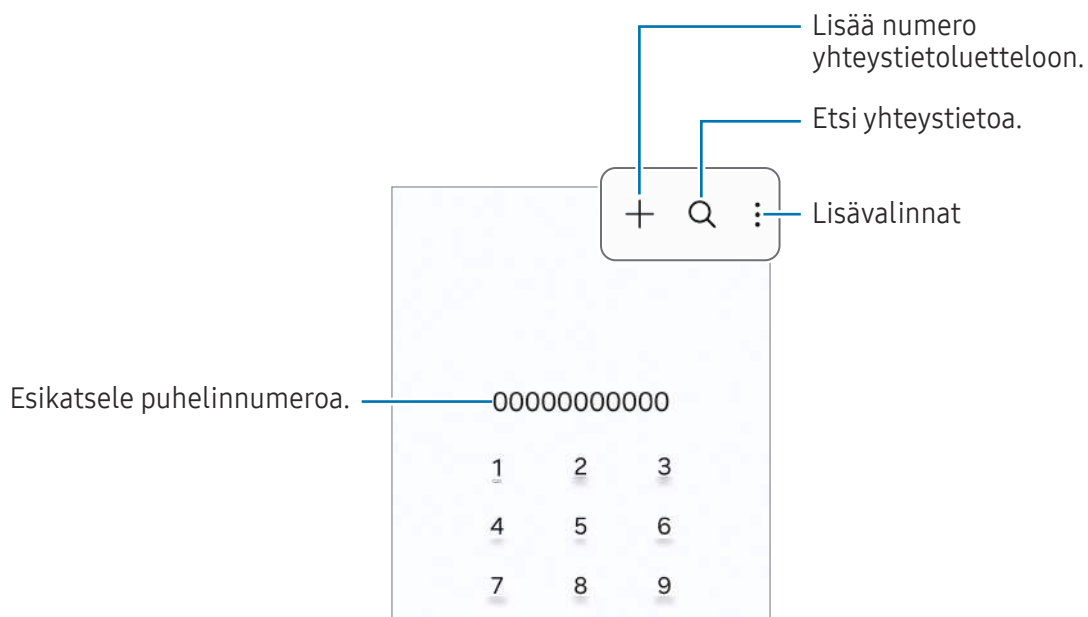 Lisää numero
yhteystietoluetteloon.
Etsi yhteystietoa.
Lisävalinnat
Esikatsele puhelinnumeroa.
00000000000
1 2 3
4 5 6
7 8 9